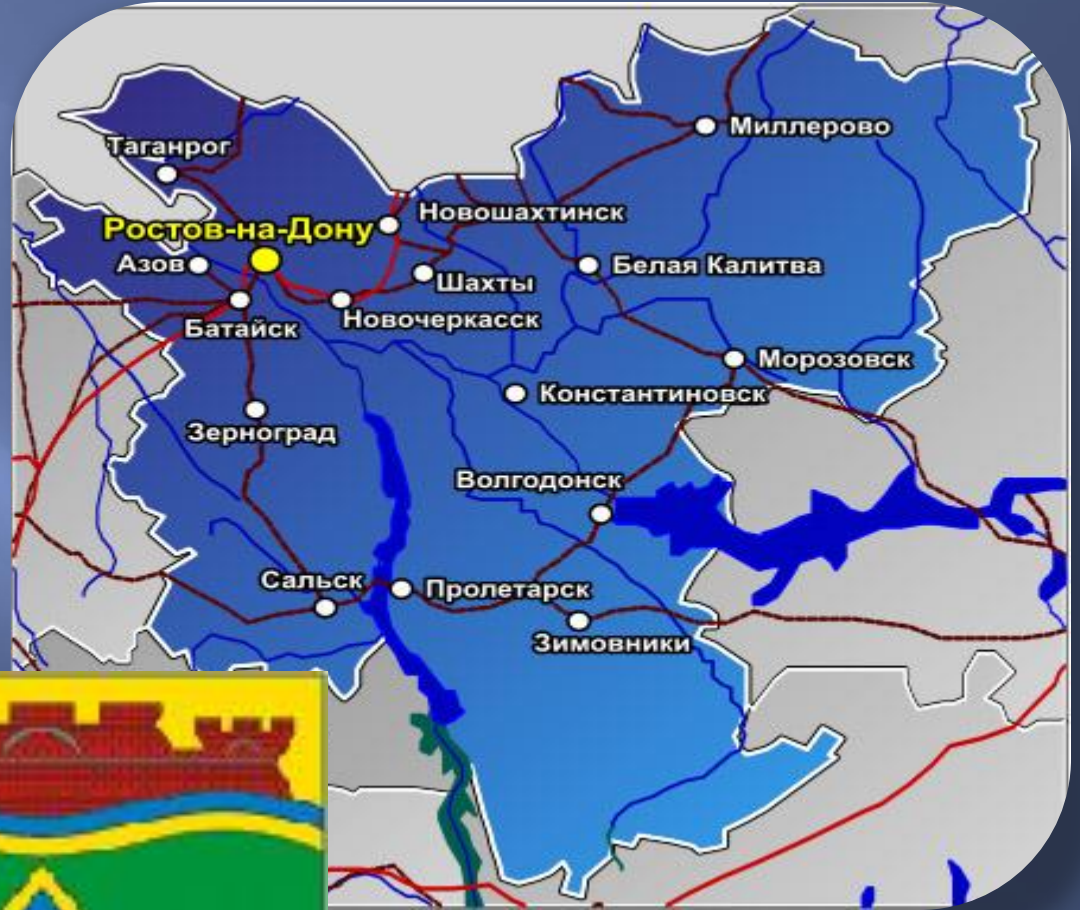 Миллерово
Таганрог
Новошахтинск
Ростов-на-Дону
Азов
Белая Калитва
Шахты
Новочеркасск
Батайск
Морозовск
Константиновск
Зерноград
Волгодонск
Сальск
Пролетарск
Зимовники